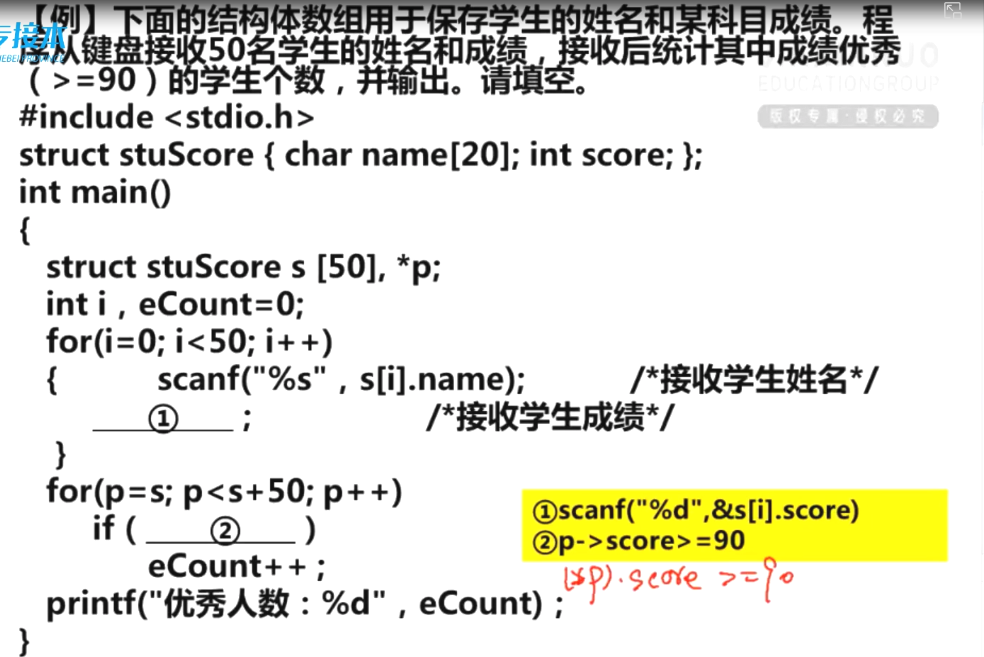 【例】下面的结构体数组用于保存学生的姓名和某科目成绩。程
序从键盘接收50名学生的姓名和成绩，接收后统计其中成绩优秀
（>=90）的学生个数，并输出。请填空。
专接本
EDUCATIONGROUP
版权专属·侵权必究
#include <stdio.h>
struct stuScore { char name[20]; int score; };
int main()
{
struct stuScore s [50], *p;
int i , eCount=0;
for(i=0; i<50; i++)
{ scanf("%s" , s[i].name); /*接收学生姓名*/
____①____ ; /*接收学生成绩*/
}
for(p=s; p<s+50; p++)
if ( ____②____ )
eCount++ ;
printf("优秀人数：%d" , eCount) ;
}
①scanf("%d",&s[i].score)
②p->score>=90
(*p).score >=90